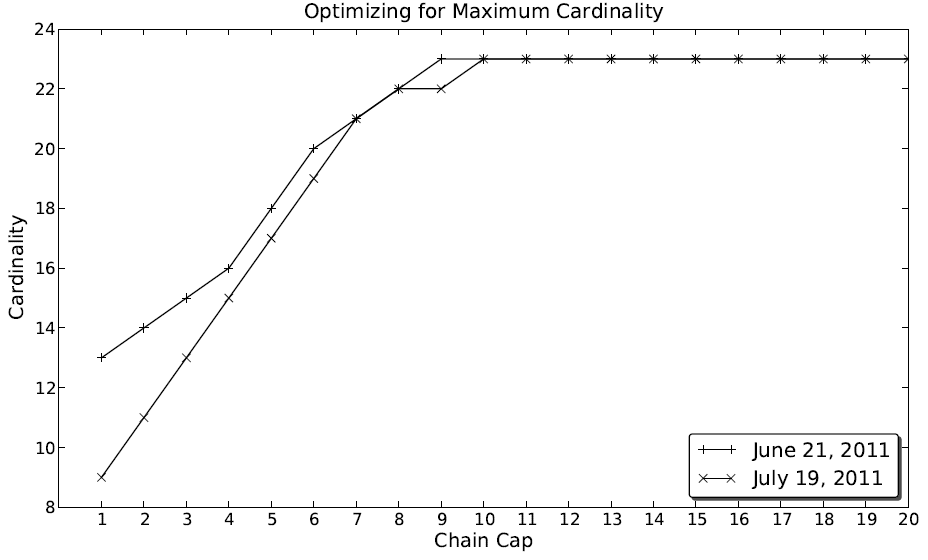 Optimizing for Maximum Cardinality
24
22
20
18
16
14
12
10
8
Cardinality
June 21, 2011
July 19, 2011
1 2 3 4 5 6 7 8 9 10 11 12 13 14 15 16 17 18 19 20
Chain Cap